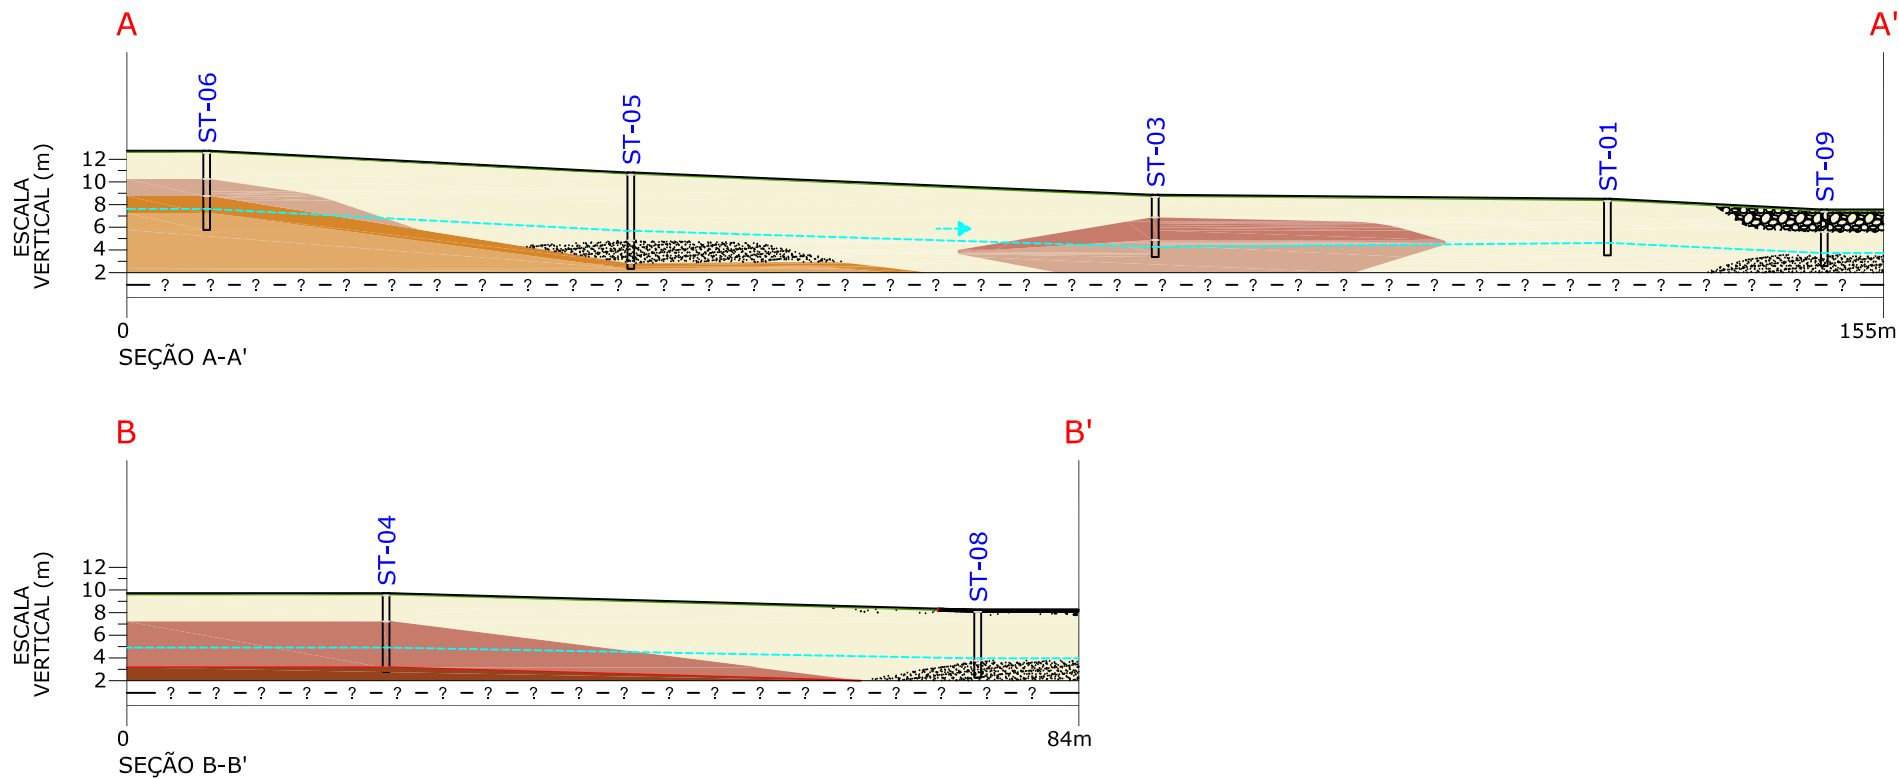 A A'
ST-06
ST-05
ST-03
ST-01
ST-09
ESCALA
VERTICAL (m)
12
10
8
6
4
2
? ? ? ? ? ? ? ? ? ? ? ? ? ? ? ? ? ? ? ? ? ? ? ? ? ? ? ? ? ? ? ? ? ? ? ? ? ?
0 155m
SEÇÃO A-A'
B B'
ST-04
ST-08
ESCALA
VERTICAL (m)
12
10
8
6
4
2
? ? ? ? ? ? ? ? ? ? ? ? ? ? ? ? ? ? ? ?
0 84m
SEÇÃO B-B'